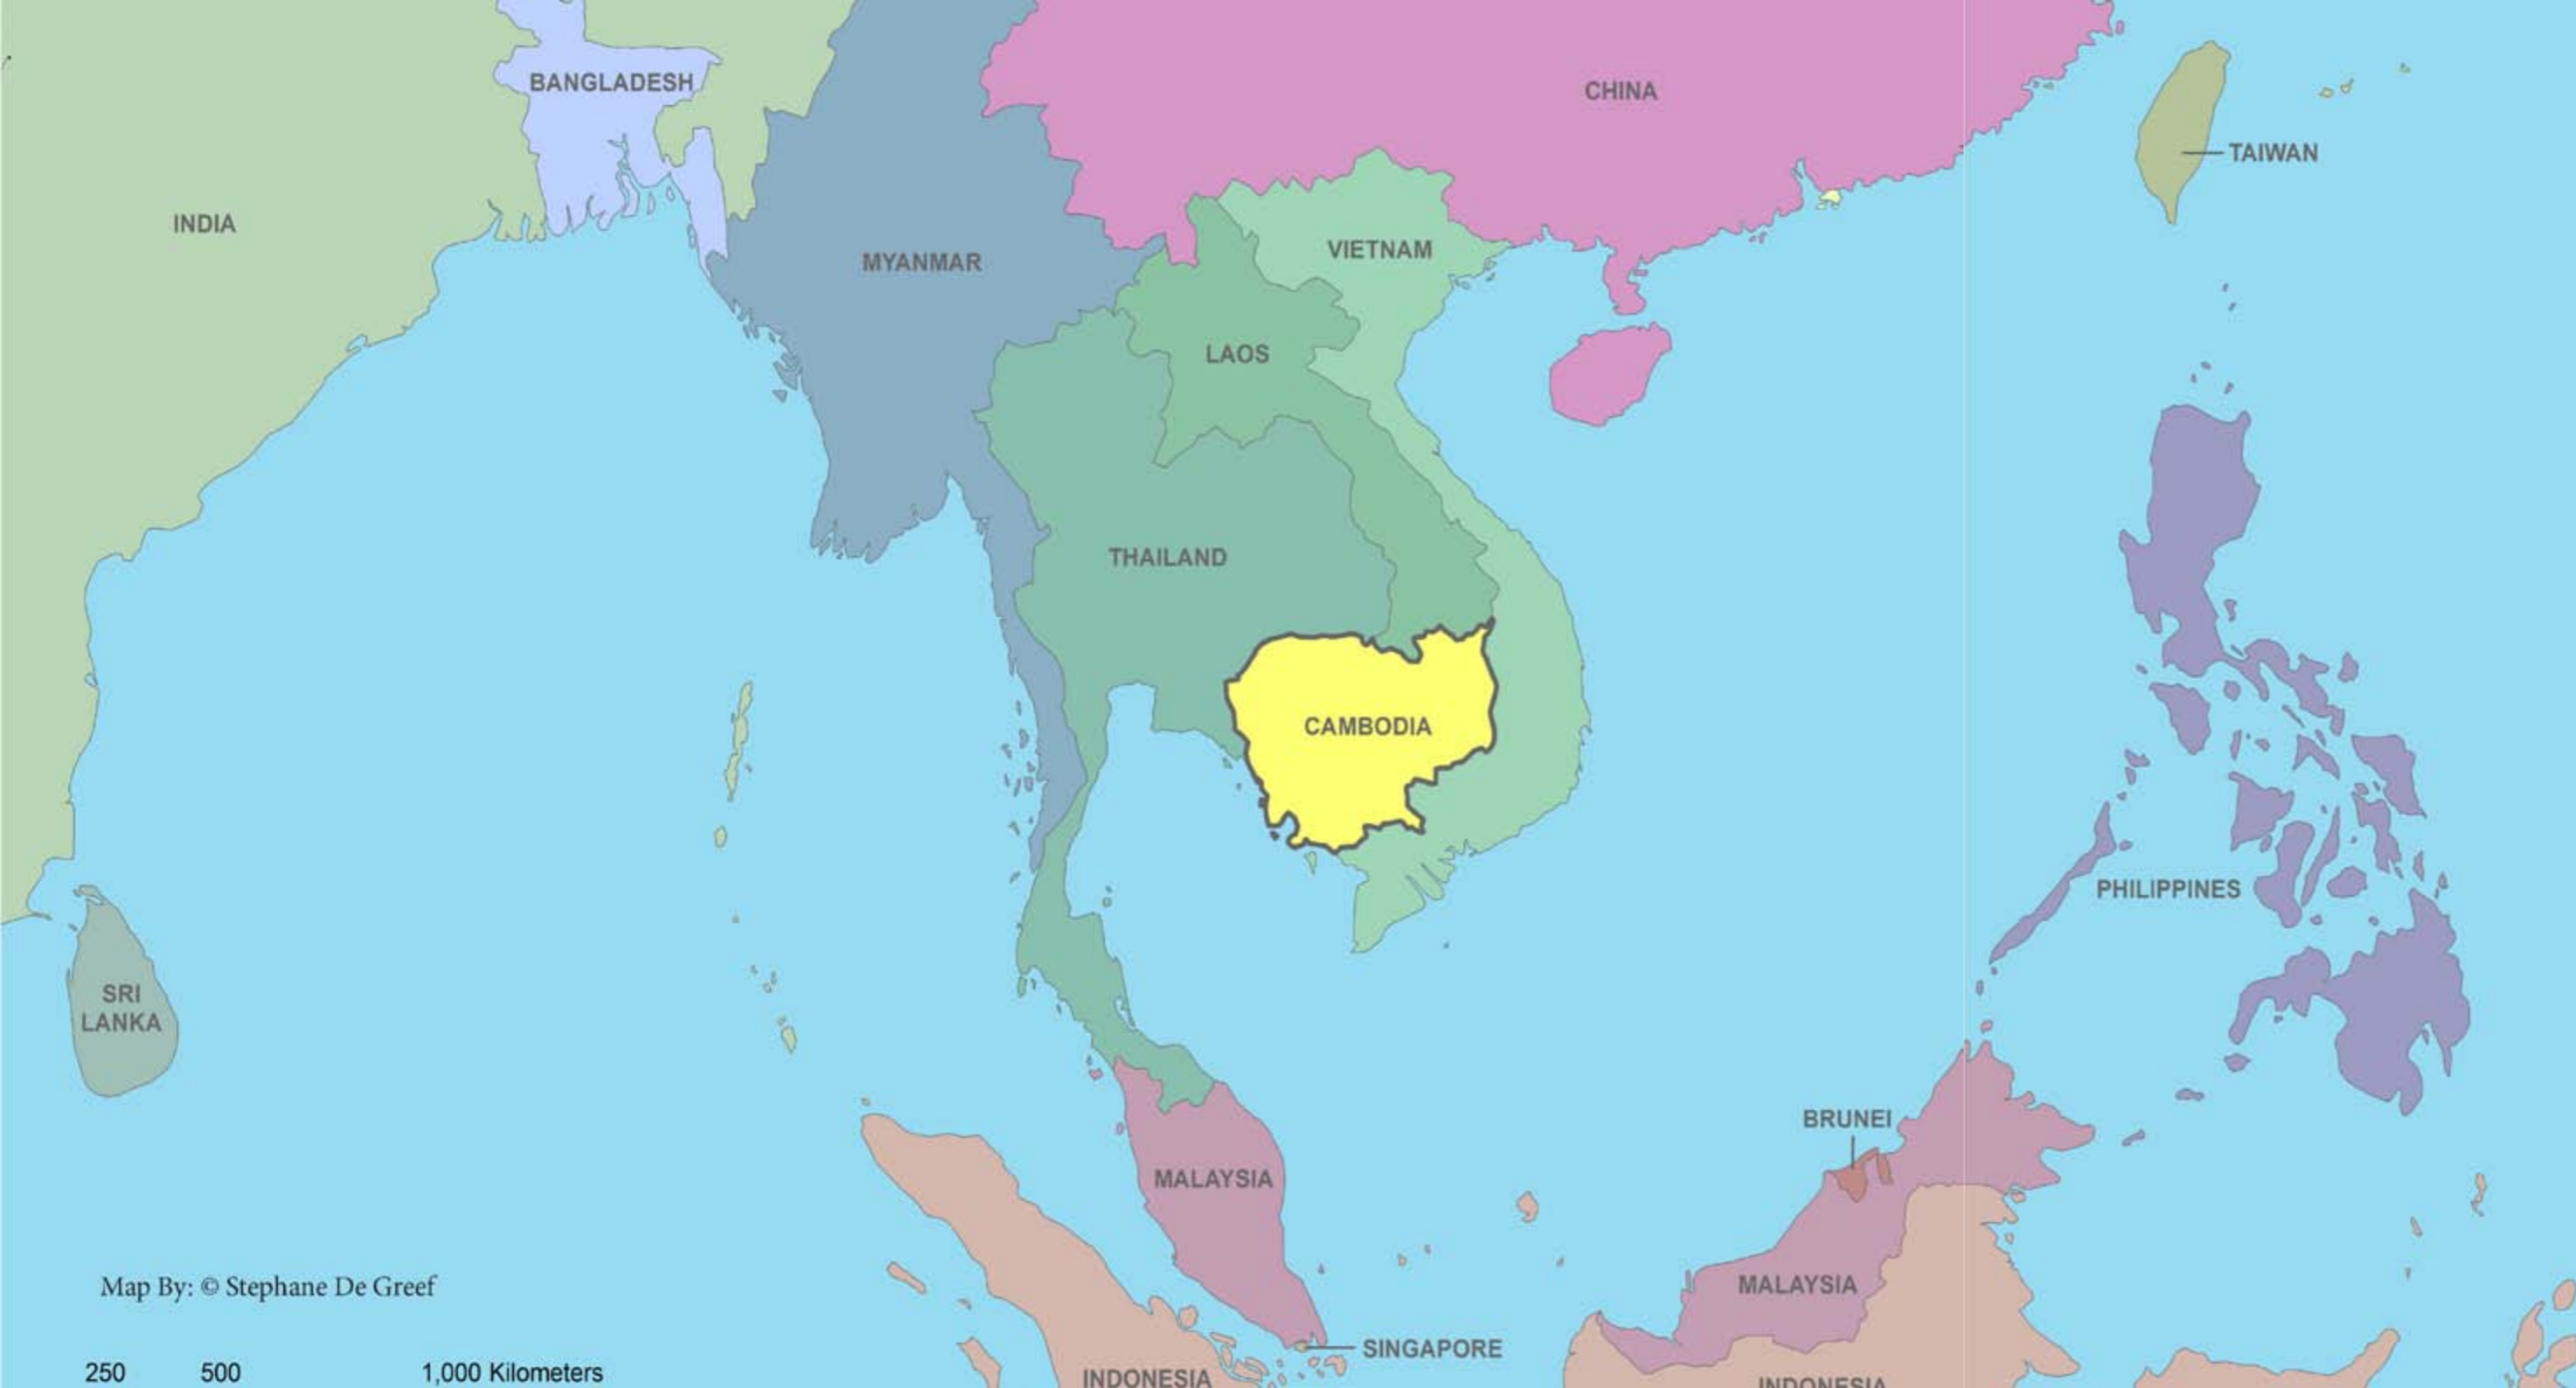 BANGLADESH
CHINA
TAIWAN
INDIA
VIETNAM
MYANMAR
LAOS
THAILAND
CAMBODIA
PHILIPPINES
SRI
LANKA
BRUNEI
MALAYSIA
MALAYSIA
Map By: © Stephane De Greef
SINGAPORE
250 500 1,000 Kilometers
INDONESIA
INDONESIA